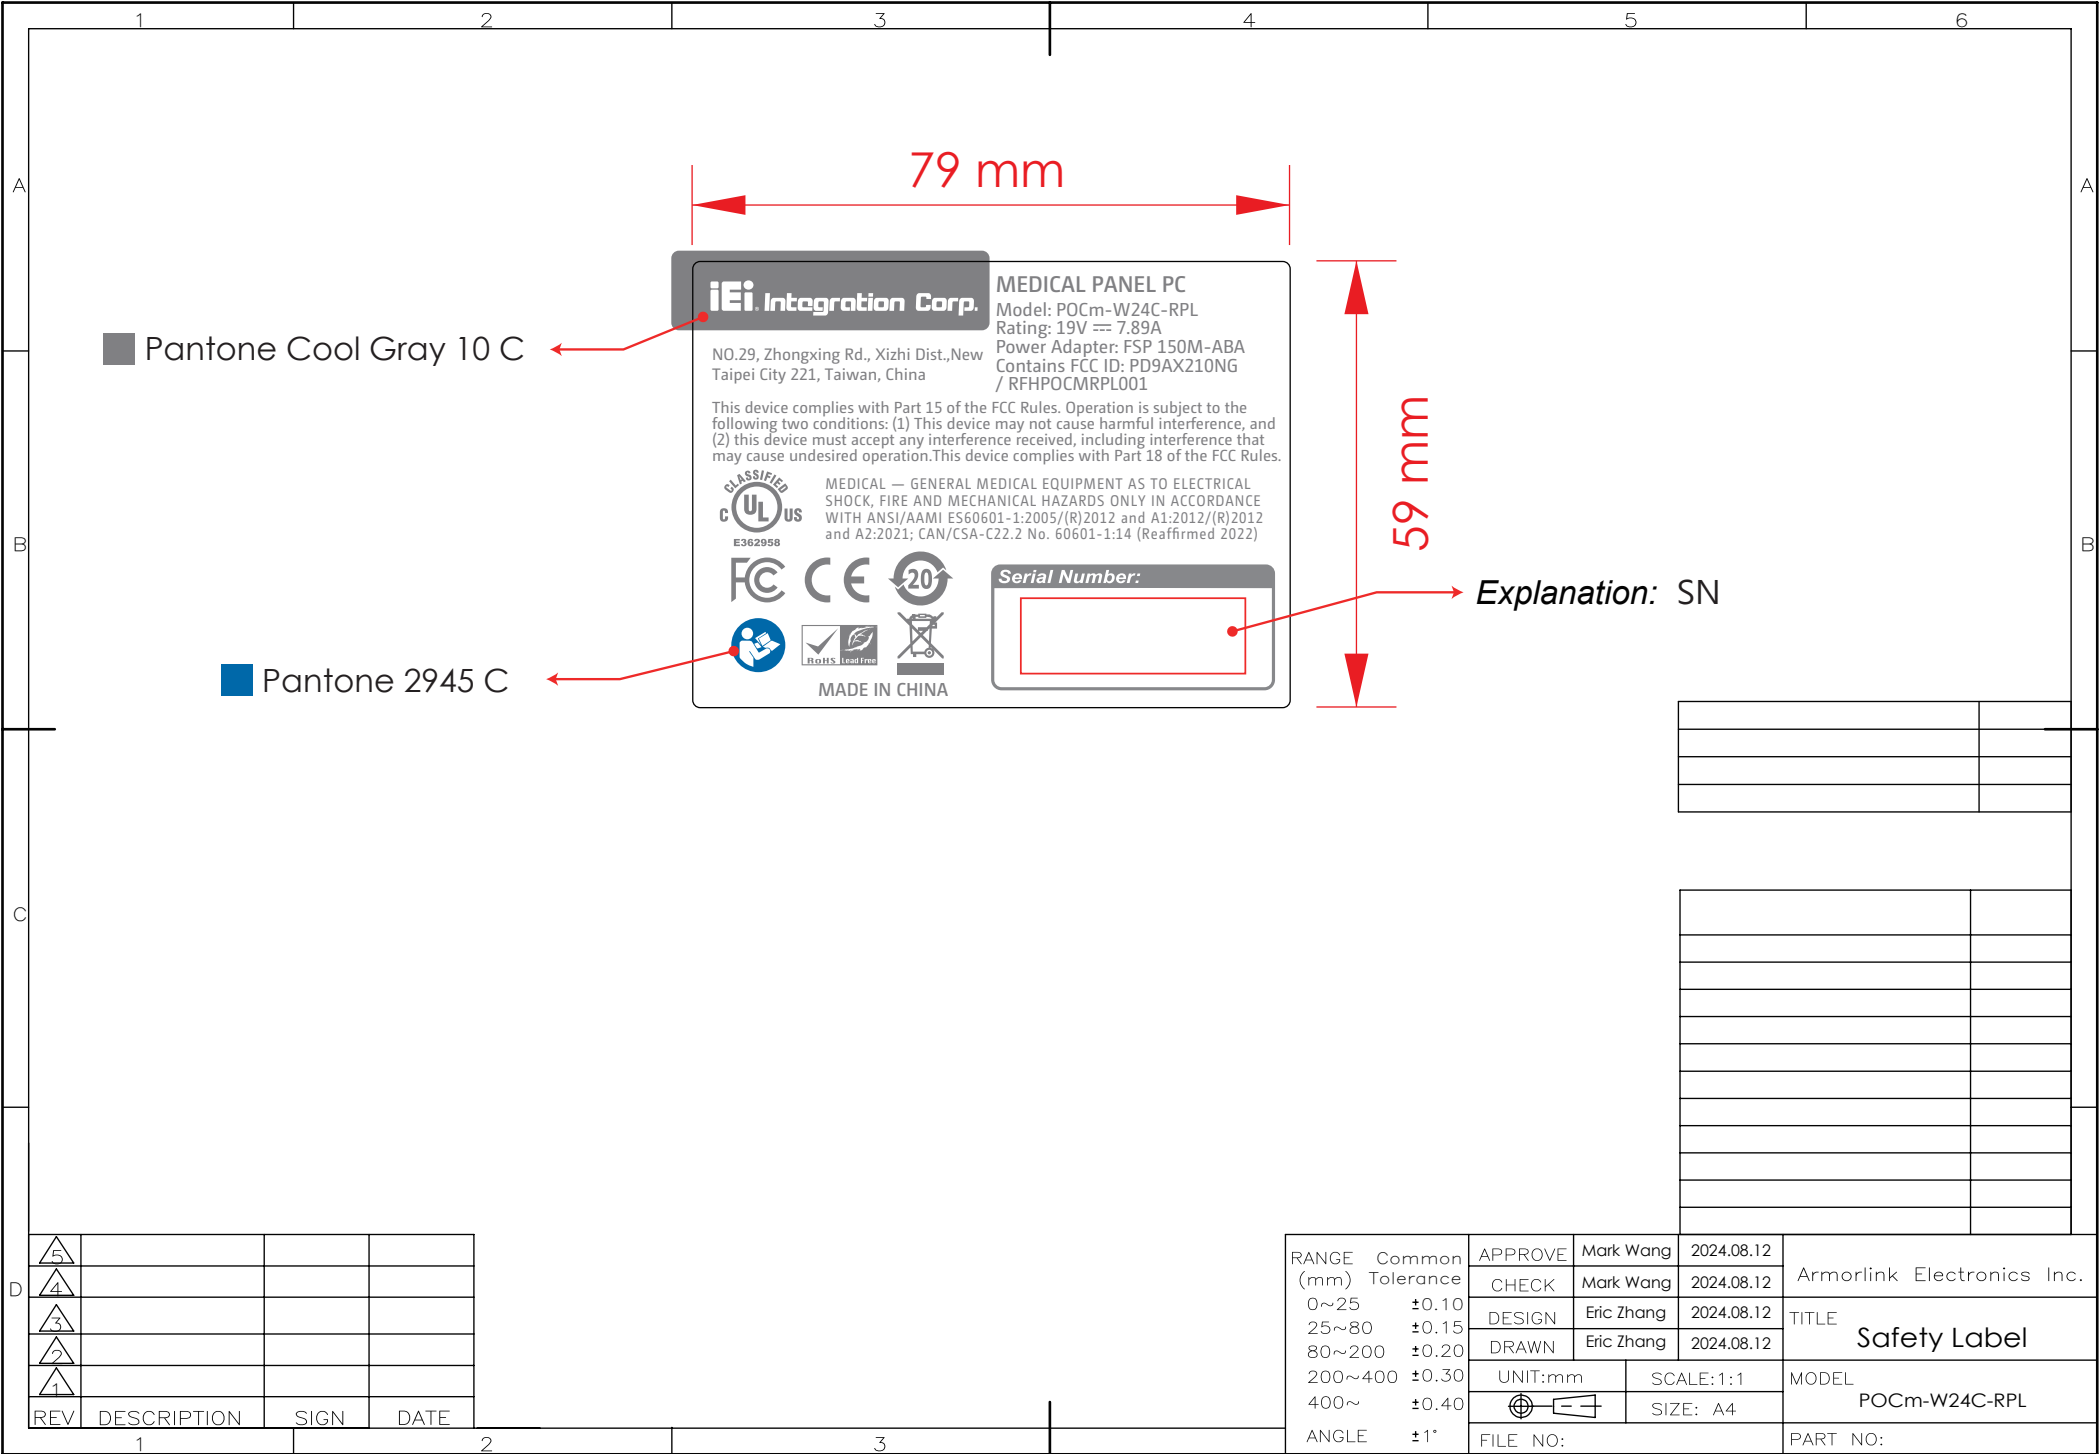 1 2 3 4 5 6
A A
79 mm
iEi Integration Corp.
MEDICAL PANEL PC
Model: POCm-W24C-RPL
Rating: 19V ⎓ 7.89A
Power Adapter: FSP 150M-ABA
Contains FCC ID: PD9AX210NG
/ RFHPOCMRPL001
Pantone Cool Gray 10 C
NO.29, Zhongxing Rd., Xizhi Dist.,New
Taipei City 221, Taiwan, China
This device complies with Part 15 of the FCC Rules. Operation is subject to the
following two conditions: (1) This device may not cause harmful interference, and
(2) this device must accept any interference received, including interference that
may cause undesired operation.This device complies with Part 18 of the FCC Rules.
59 mm
CLASSIFIED
C UL US
E362958
MEDICAL — GENERAL MEDICAL EQUIPMENT AS TO ELECTRICAL
SHOCK, FIRE AND MECHANICAL HAZARDS ONLY IN ACCORDANCE
WITH ANSI/AAMI ES60601-1:2005/(R)2012 and A1:2012/(R)2012
and A2:2021; CAN/CSA-C22.2 No. 60601-1:14 (Reaffirmed 2022)
B B
FC CE 20
Serial Number:
Explanation: SN
RoHS Lead Free
Pantone 2945 C
MADE IN CHINA
C
D
5
4
3
2
1
REV DESCRIPTION SIGN DATE
1 2 3
RANGE Common
(mm) Tolerance
0~25 ±0.10
25~80 ±0.15
80~200 ±0.20
200~400 ±0.30
400~ ±0.40
ANGLE ±1°
APPROVE Mark Wang 2024.08.12
CHECK Mark Wang 2024.08.12
DESIGN Eric Zhang 2024.08.12
DRAWN Eric Zhang 2024.08.12
UNIT:mm SCALE:1:1
SIZE: A4
FILE NO:
Armorlink Electronics Inc.
TITLE
Safety Label
MODEL
POCm-W24C-RPL
PART NO: